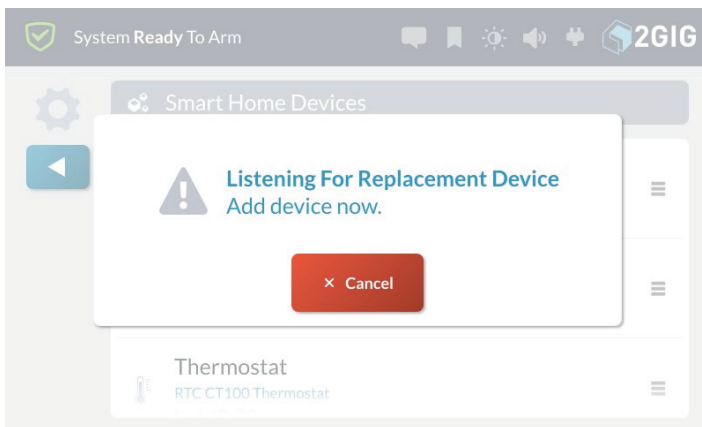 System Ready To Arm
2GIG
Smart Home Devices
Listening For Replacement Device
Add device now.
× Cancel
Thermostat
RTC CT100 Thermostat